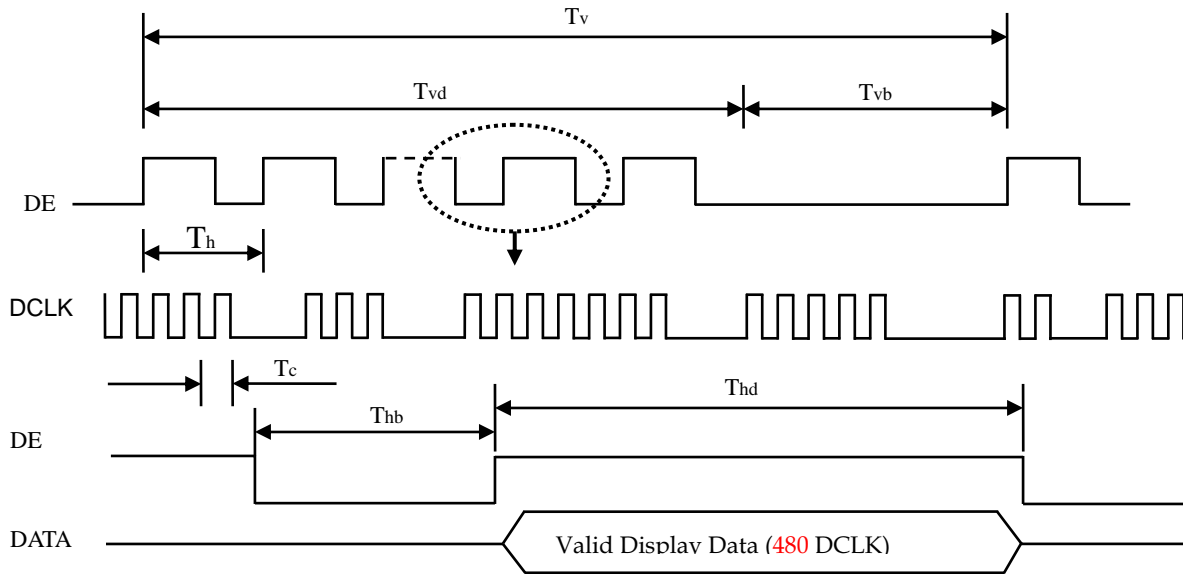 Tv
Tvd
Tvb
DE
Th
DCLK
Tc
Thd
Thb
DE
DATA
Valid Display Data (480 DCLK)